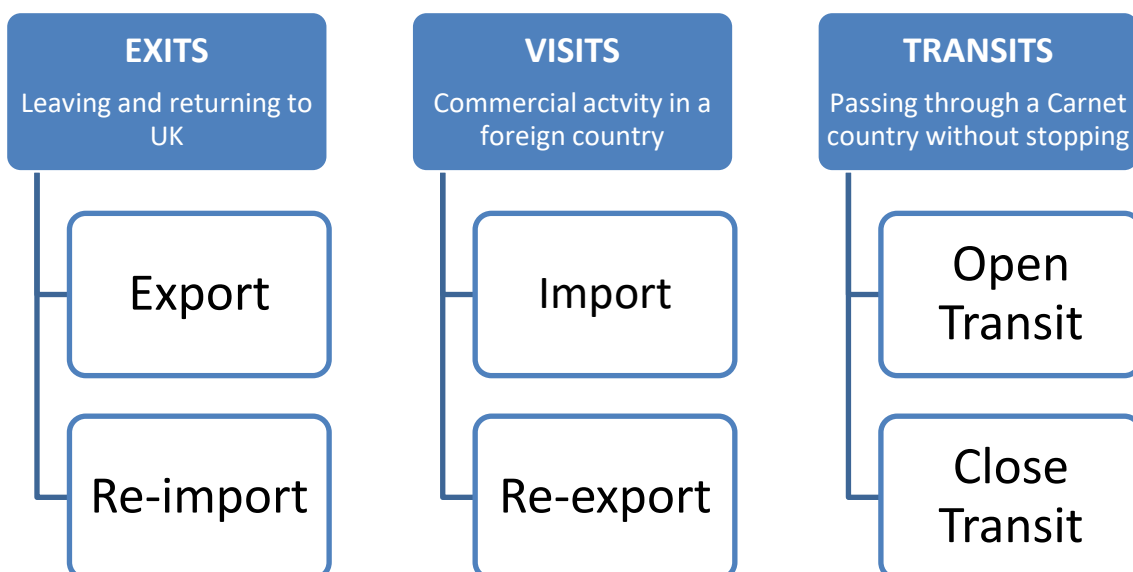 EXITS
Leaving and returning to
UK
Export
Re-import
VISITS
Commercial actvity in a
foreign country
Import
Re-export
TRANSITS
Passing through a Carnet
country without stopping
Open
Transit
Close
Transit